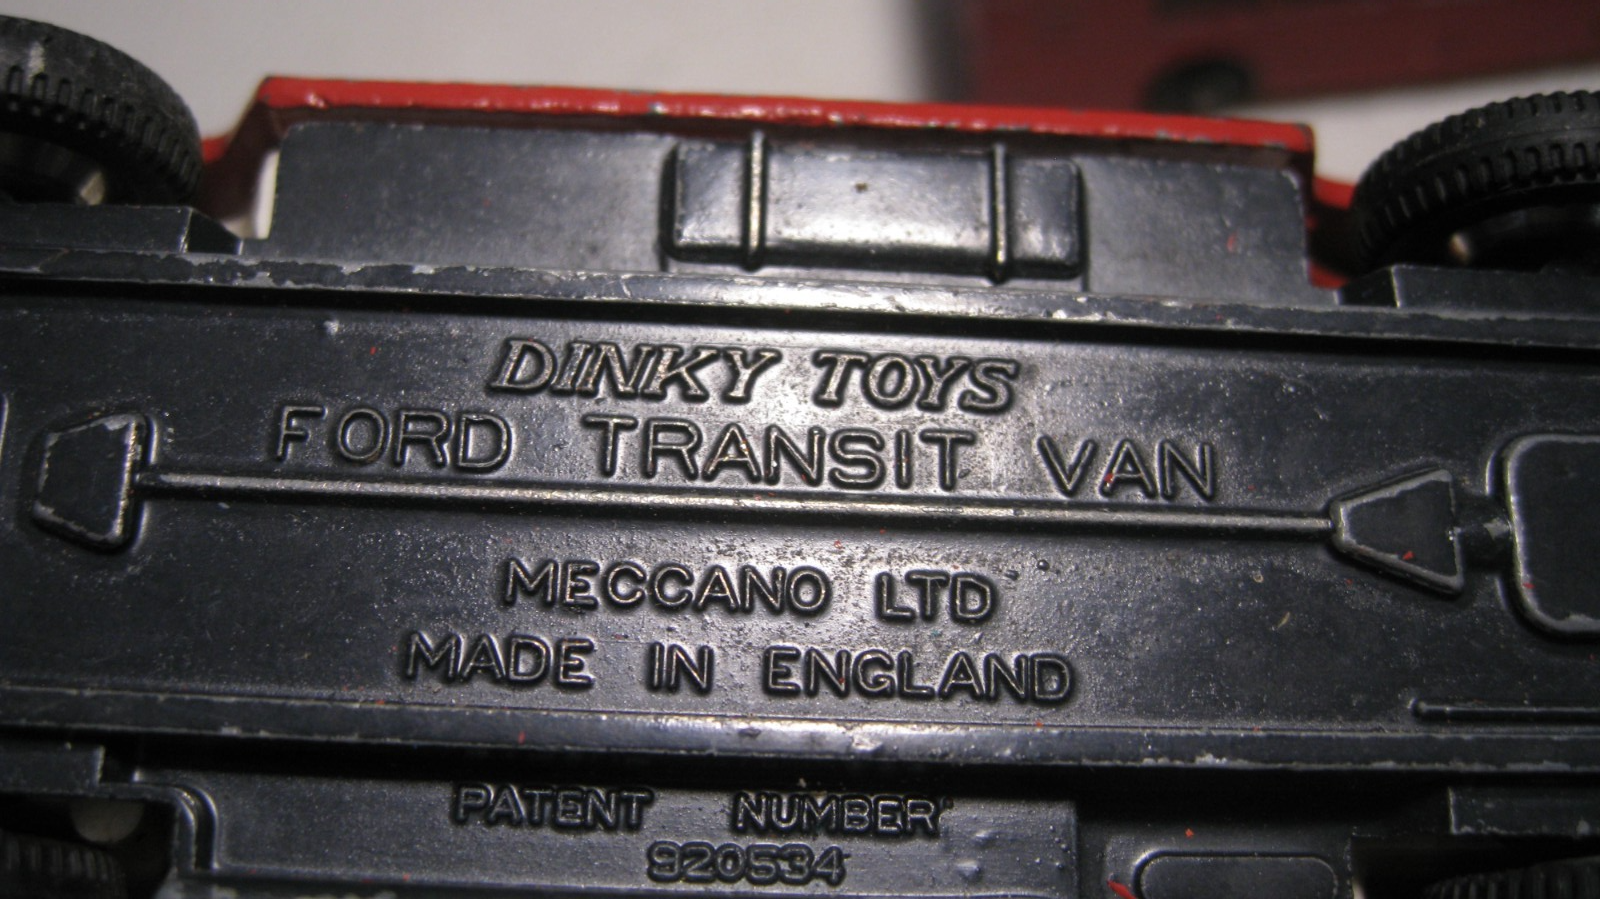 DINKY TOYS
FORD TRANSIT VAN
MECCANO LTD
MADE IN ENGLAND
PATENT NUMBER
920534